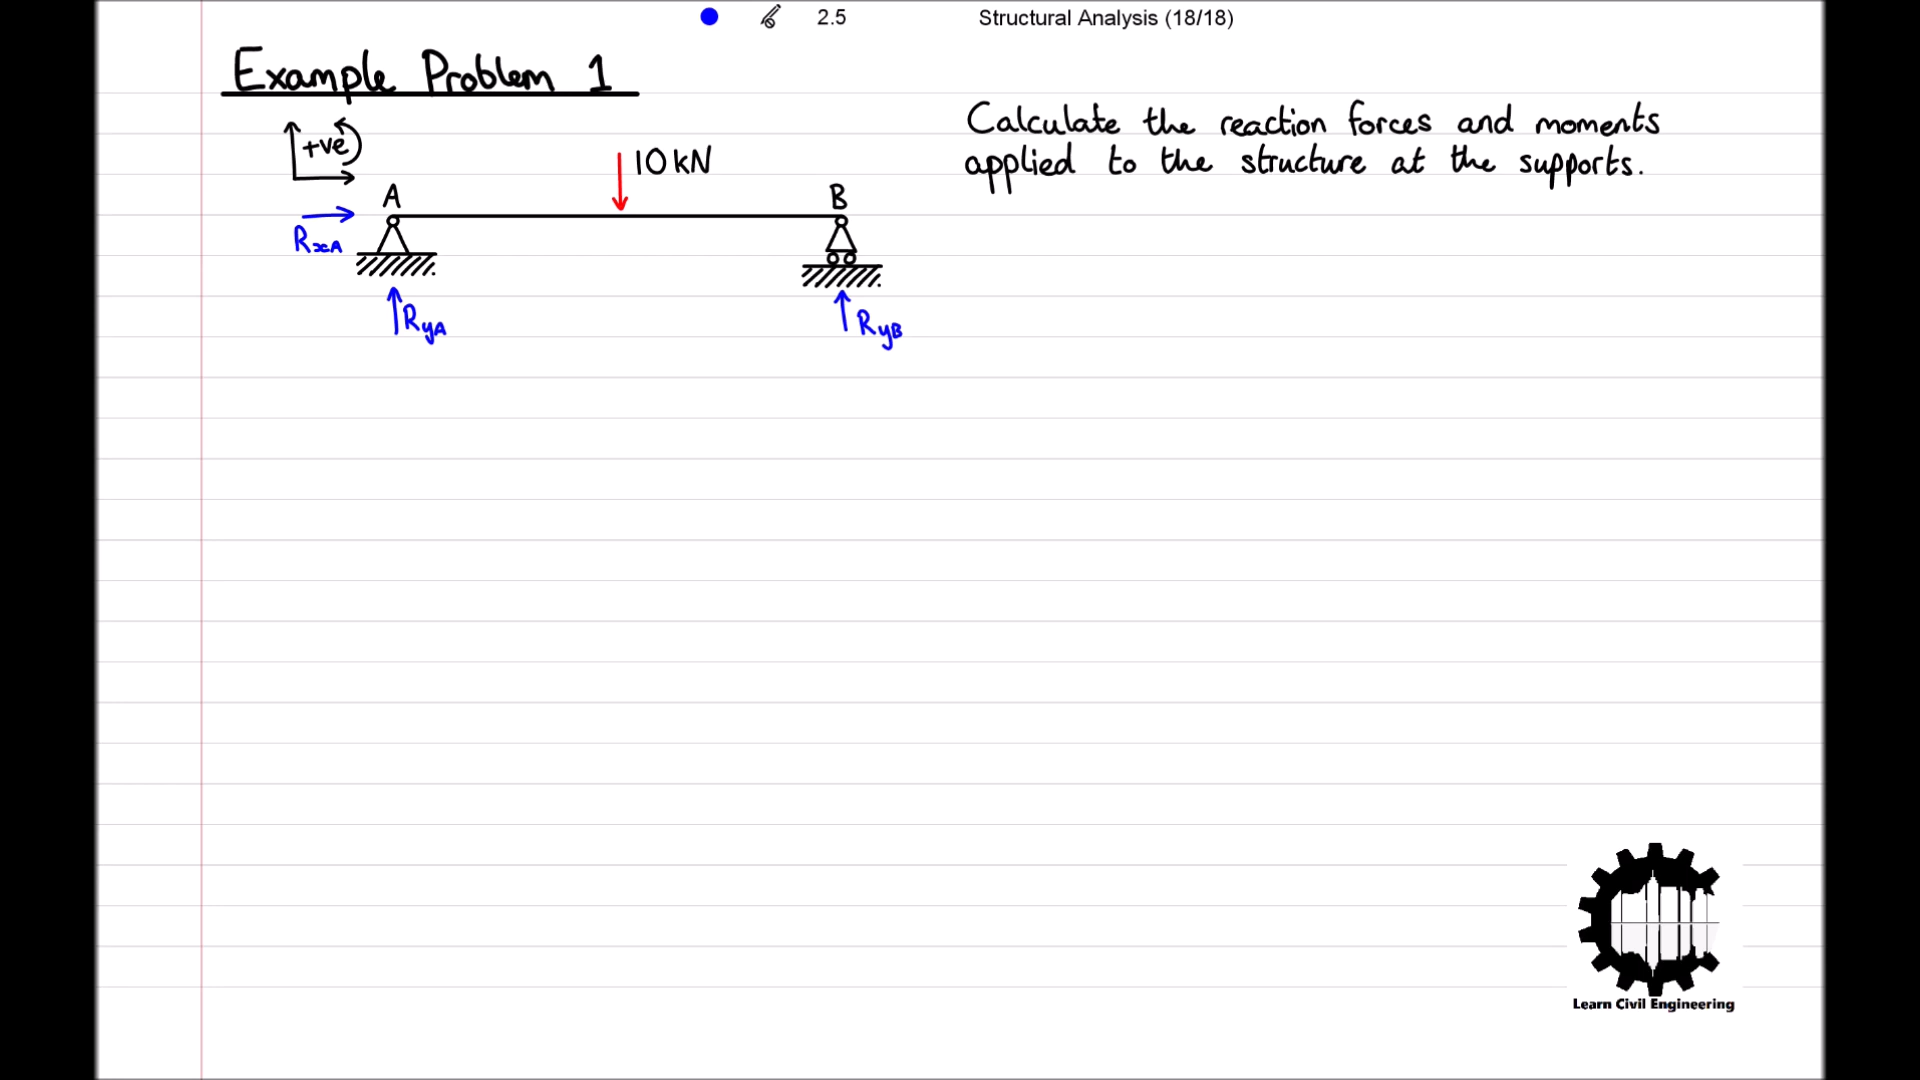 2.5 Structural Analysis (18/18)
Example Problem 1
Calculate the reaction forces and moments
applied to the structure at the supports.
+ve
10 kN
A
B
RxA
RyA
RyB
Learn Civil Engineering